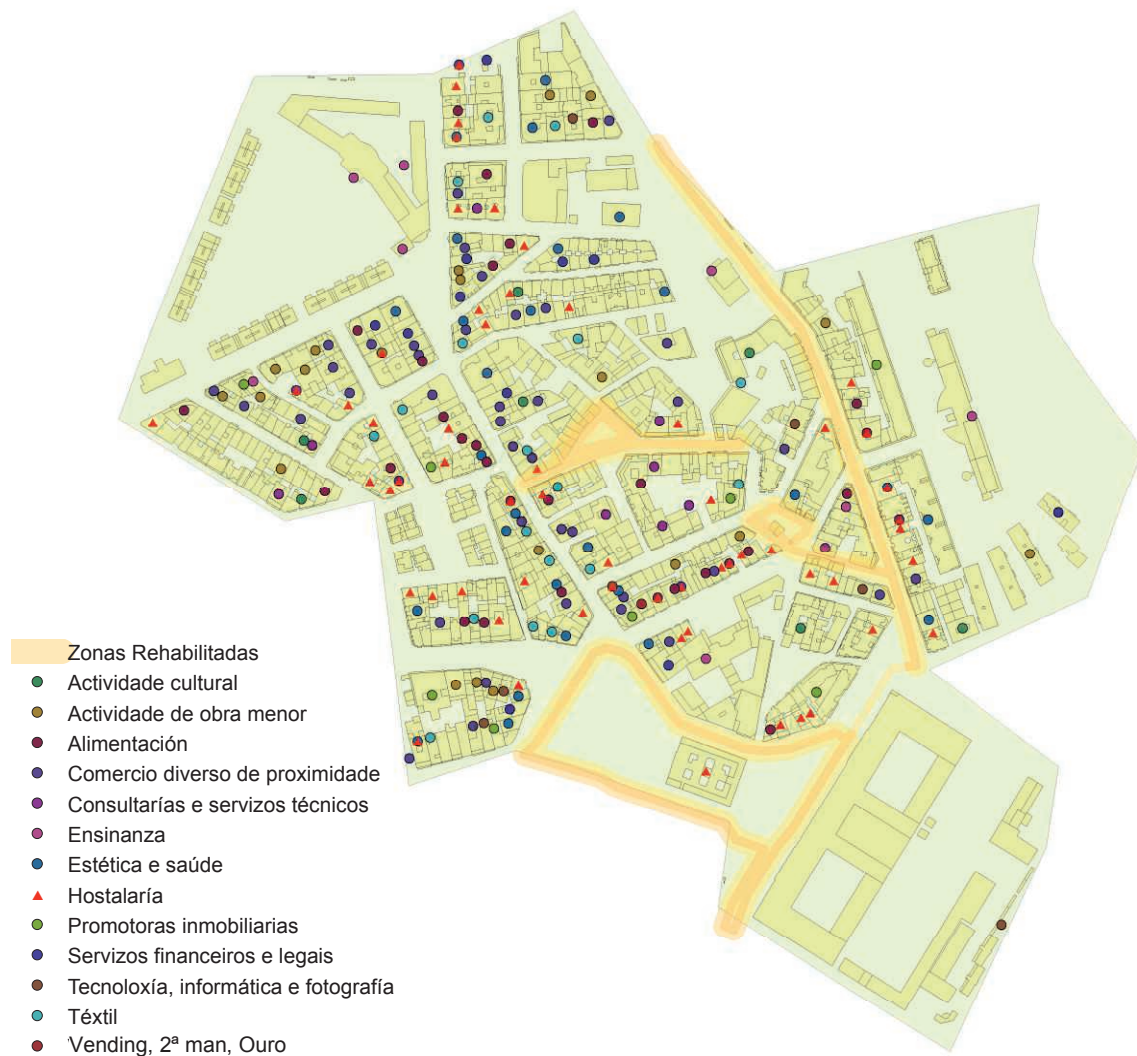 Zonas Rehabilitadas
Actividade cultural
Actividade de obra menor
Alimentación
Comercio diverso de proximidade
Consultarías e servizos técnicos
Ensinanza
Estética e saúde
Hostalaría
Promotoras inmobiliarias
Servizos financeiros e legais
Tecnoloxía, informática e fotografía
Téxtil
'Vending, 2ª man, Ouro